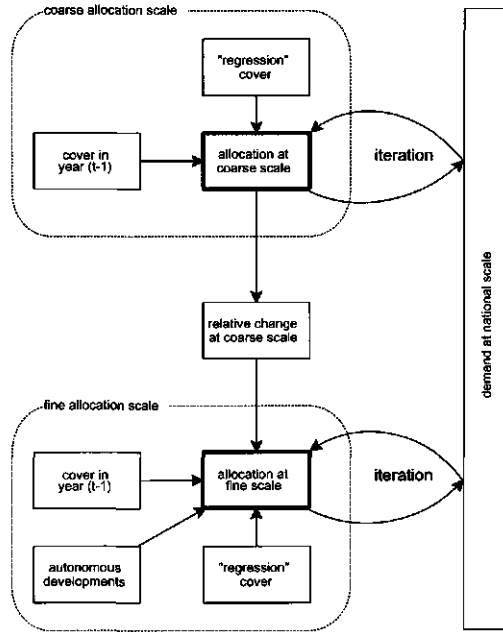 coarse allocation scale
"regression"
cover
cover in
year (t-1)
allocation at
coarse scale
iteration
relative change
at coarse scale
demand at national scale
fine allocation scale
cover in
year (t-1)
allocation at
fine scale
iteration
autonomous
developments
"regression"
cover